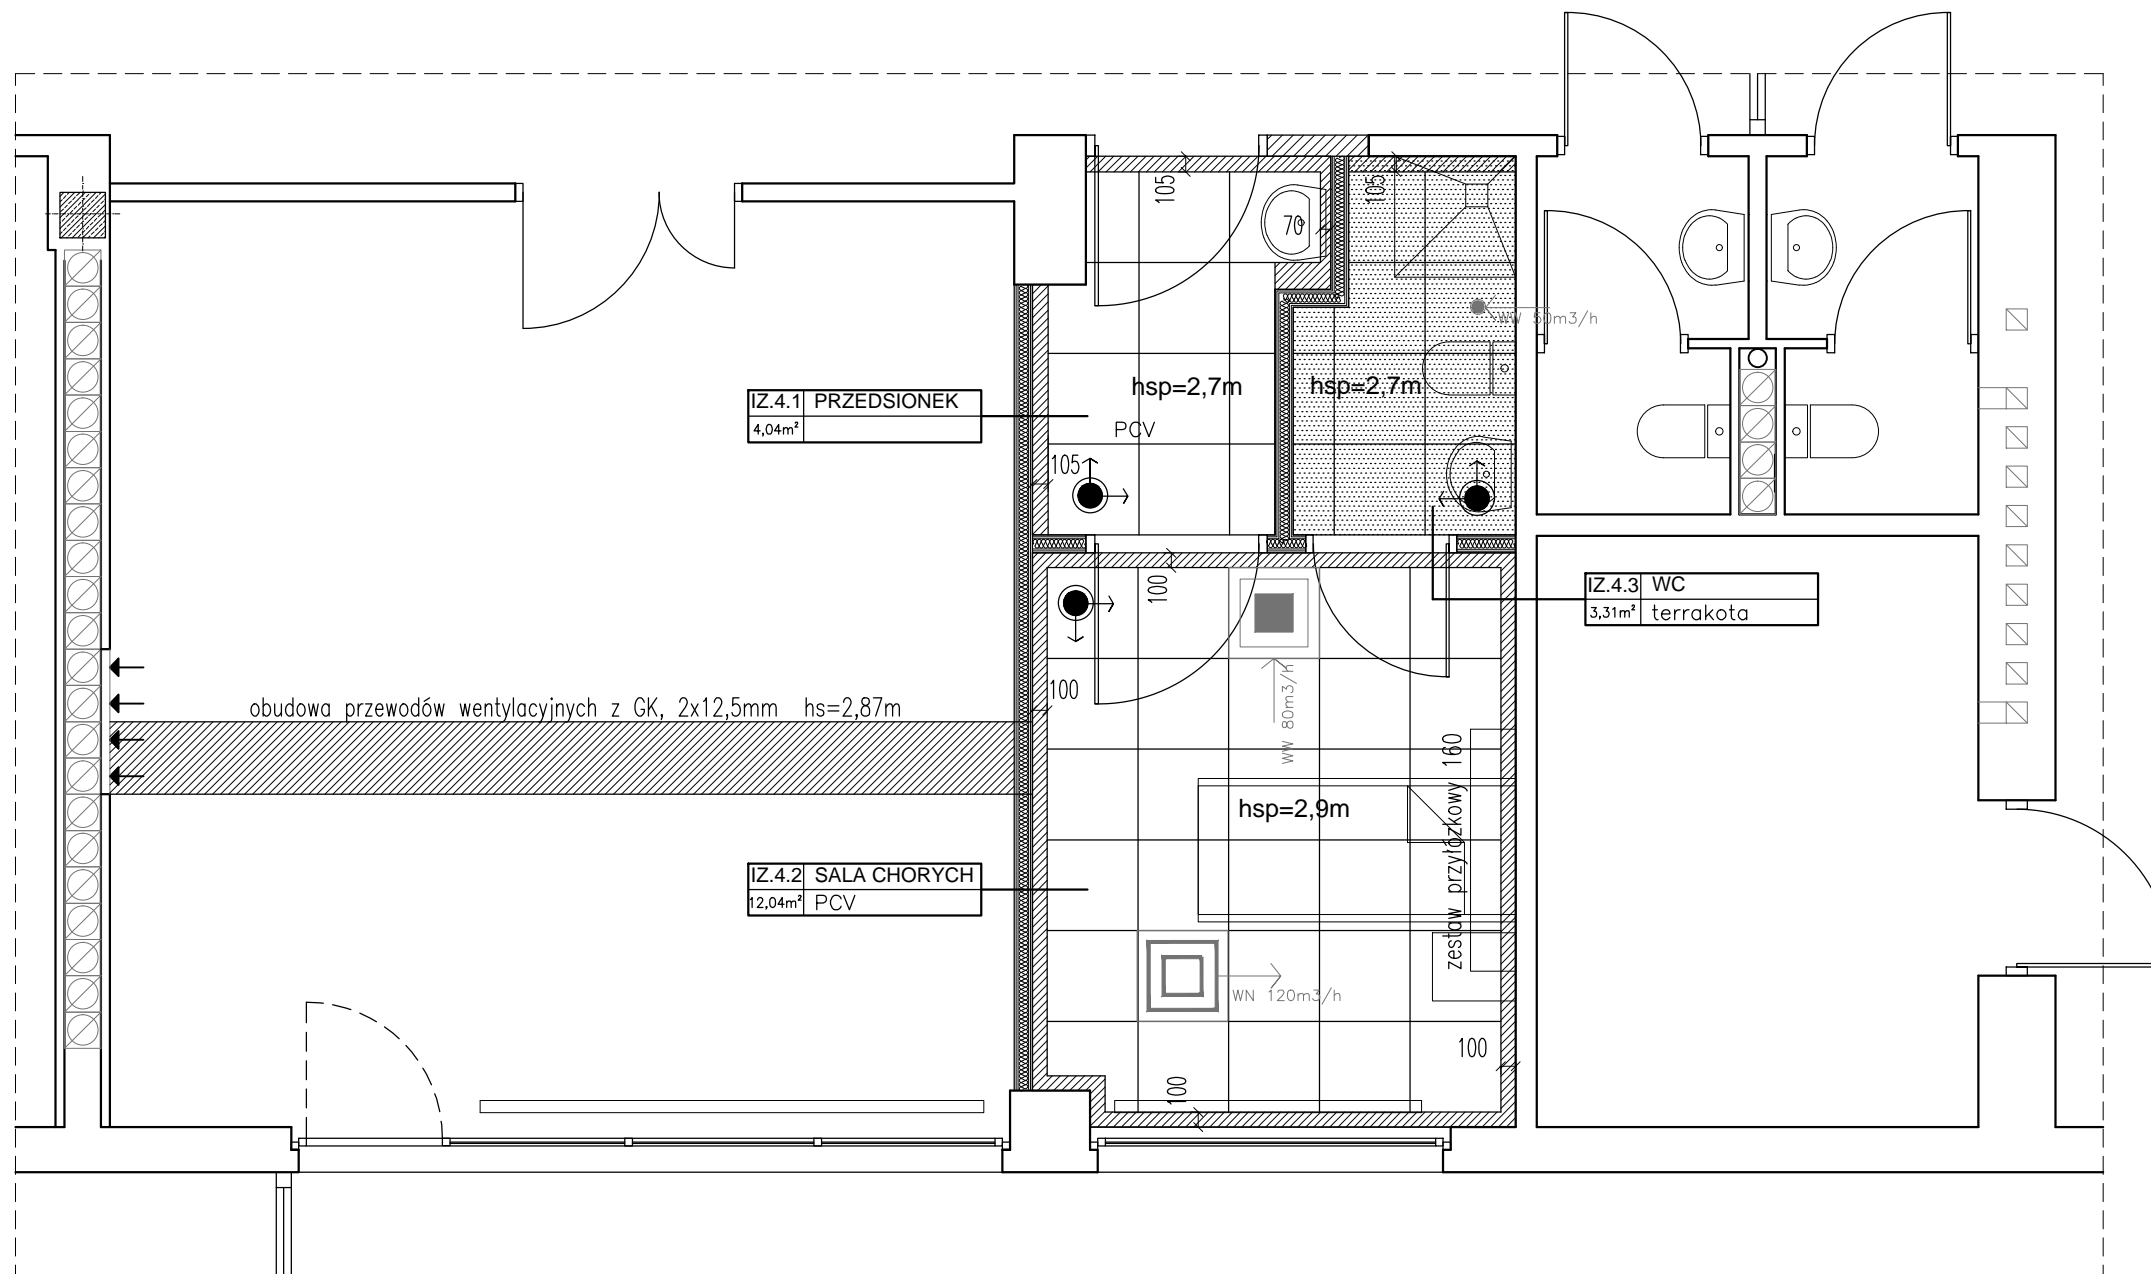 105
70
105
WW 50m3/h
hsp=2,7m
hsp=2,7m
IZ.4.1 PRZEDSIONEK
4,04m²
PCV
105
100
IZ.4.3 WC
3,31m² terrakota
100
WW 80m3/h
obudowa przewodów wentylacyjnych z GK, 2x12,5mm hs=2,87m
zestaw przyłóżkowy 160
hsp=2,9m
IZ.4.2 SALA CHORYCH
12,04m² PCV
WN 120m3/h
100
100